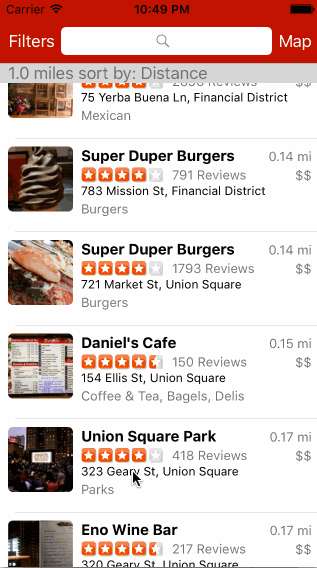 Carrier 10:49 PM
Filters Map
1.0 miles sort by: Distance
75 Yerba Buena Ln, Financial District
Mexican
Super Duper Burgers 0.14 mi
791 Reviews $$
783 Mission St, Financial District
Burgers
Super Duper Burgers 0.14 mi
1793 Reviews $$
721 Market St, Union Square
Burgers
Daniel's Cafe 0.15 mi
150 Reviews $$
154 Ellis St, Union Square
Coffee & Tea, Bagels, Delis
Union Square Park 0.17 mi
418 Reviews $$
323 Geary St, Union Square
Parks
Eno Wine Bar 0.17 mi
217 Reviews $$
320 Geary St, Union Square